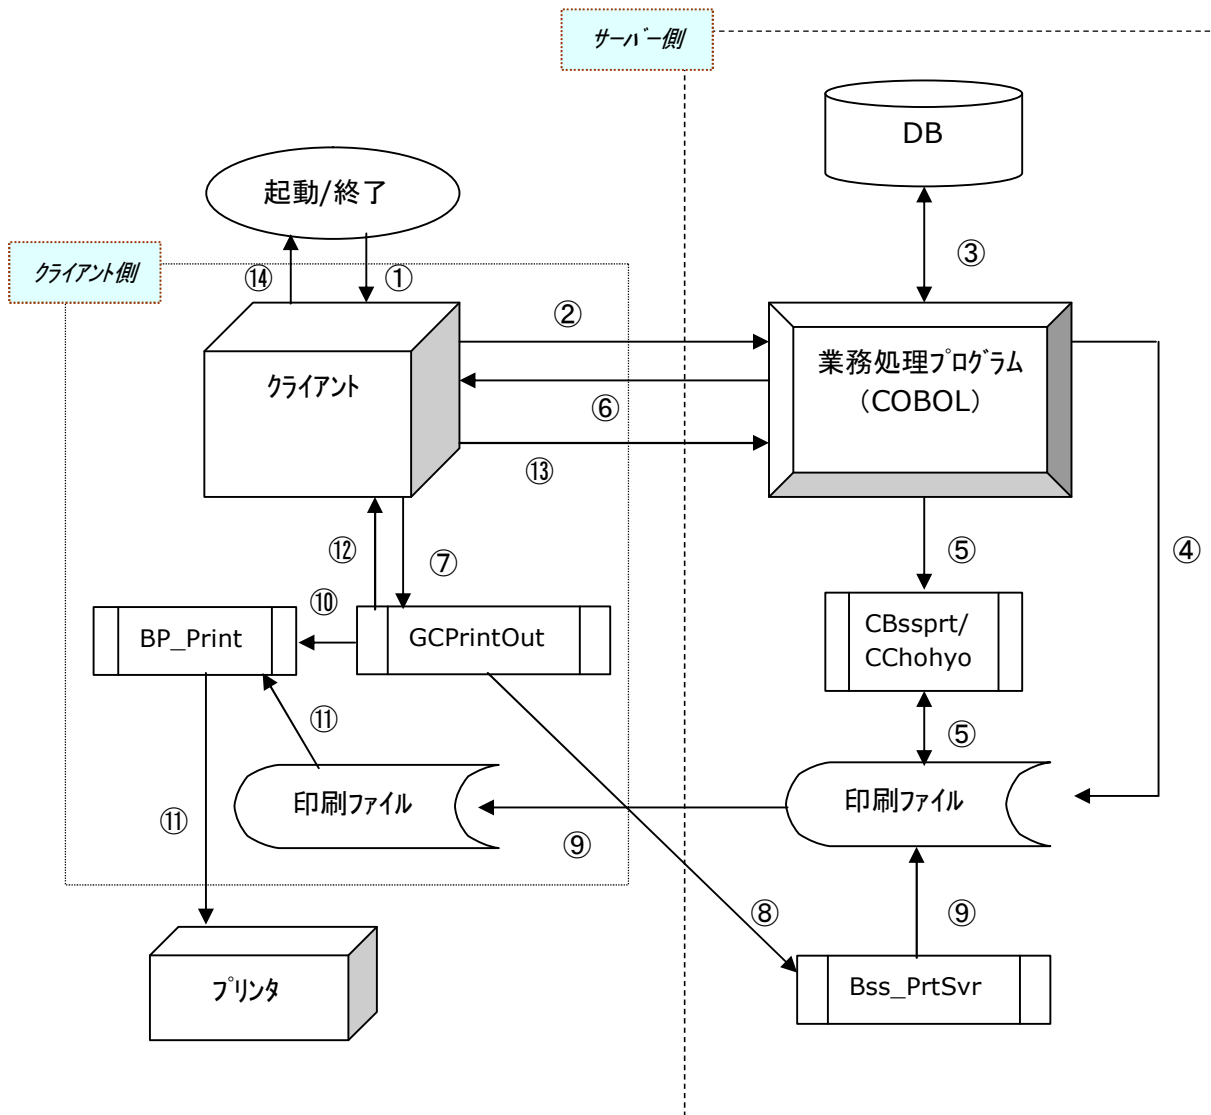 サーバー側
DB
起動/終了
クライアント側
⑭
①
③
②
クライアント
業務処理プログラム
（COBOL）
⑥
⑬
⑫
⑦
⑤
④
⑩
BP_Print
GCPrintOut
CBssprt/
CChohyo
⑪
⑤
印刷ファイル
印刷ファイル
⑪
⑨
⑧
⑨
プリンタ
Bss_PrtSvr